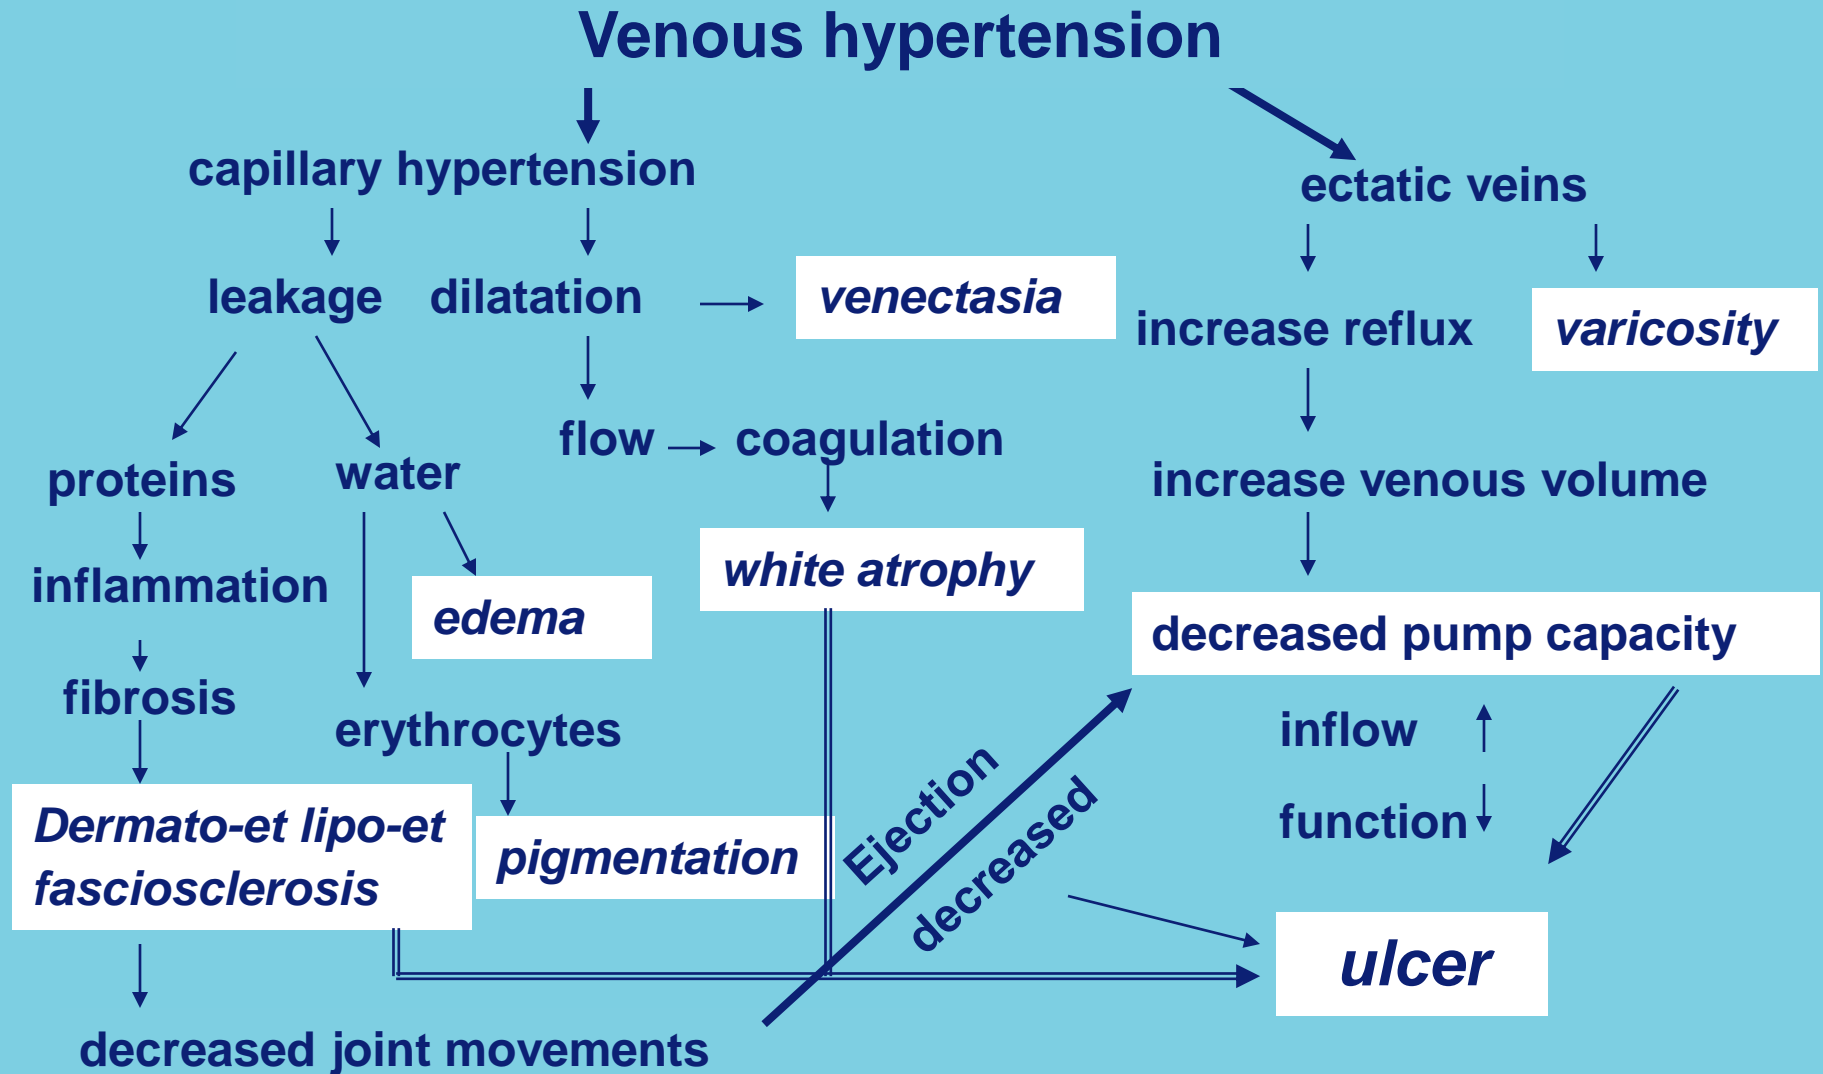 Venous hypertension
capillary hypertension
ectatic veins
leakage
dilatation
venectasia
increase reflux
varicosity
flow
coagulation
proteins
water
increase venous volume
inflammation
edema
white atrophy
decreased pump capacity
fibrosis
erythrocytes
inflow
function
Dermato-et lipo-et
fasciosclerosis
pigmentation
Ejection
decreased
ulcer
decreased joint movements